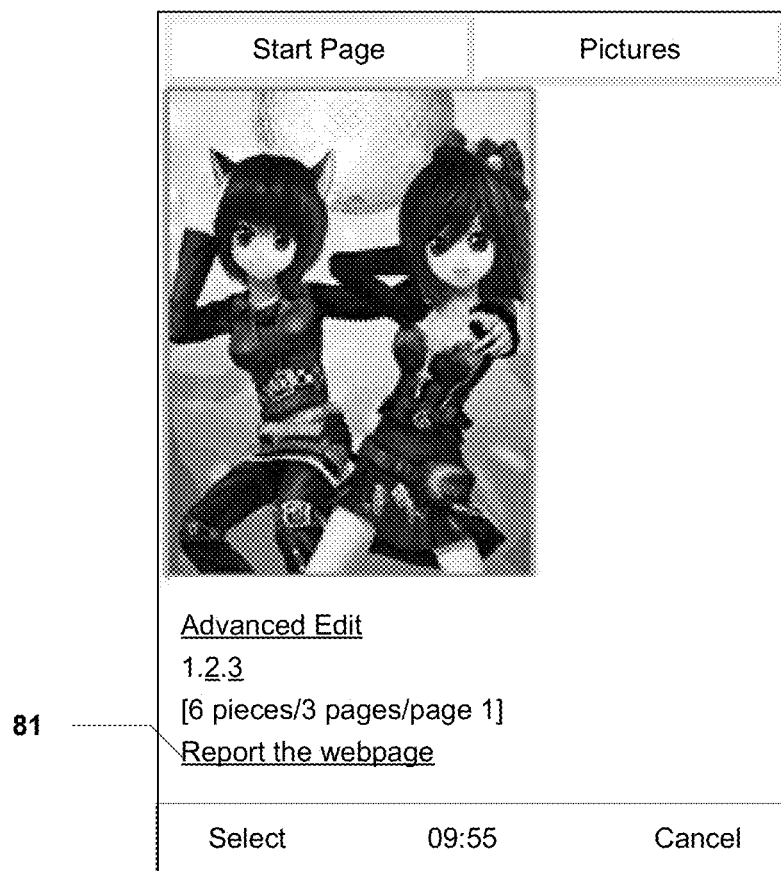 Start Page Pictures
Advanced Edit
1.2.3
[6 pieces/3 pages/page 1]
81 Report the webpage
Select 09:55 Cancel